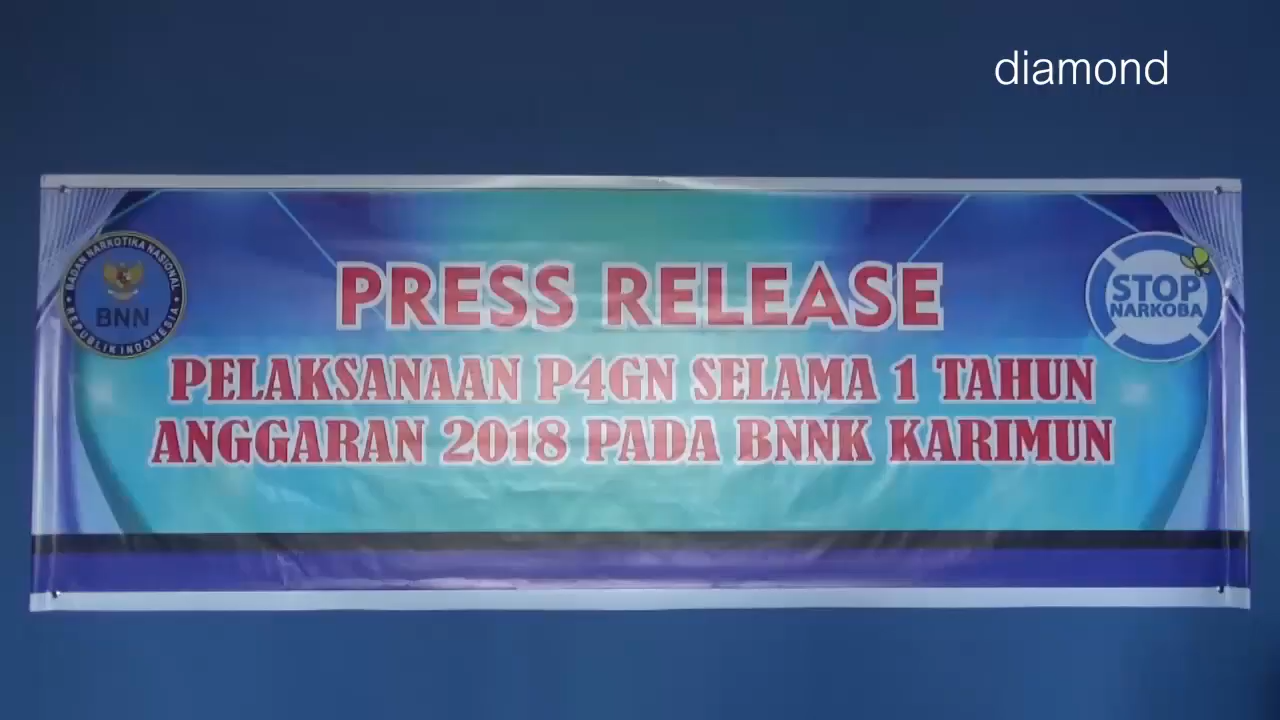 diamond
BADAN NARKOTIKA NASIONAL
BNN
REPUBLIK INDONESIA
PRESS RELEASE
STOP
NARKOBA
PELAKSANAAN P4GN SELAMA 1 TAHUN
ANGGARAN 2018 PADA BNNK KARIMUN